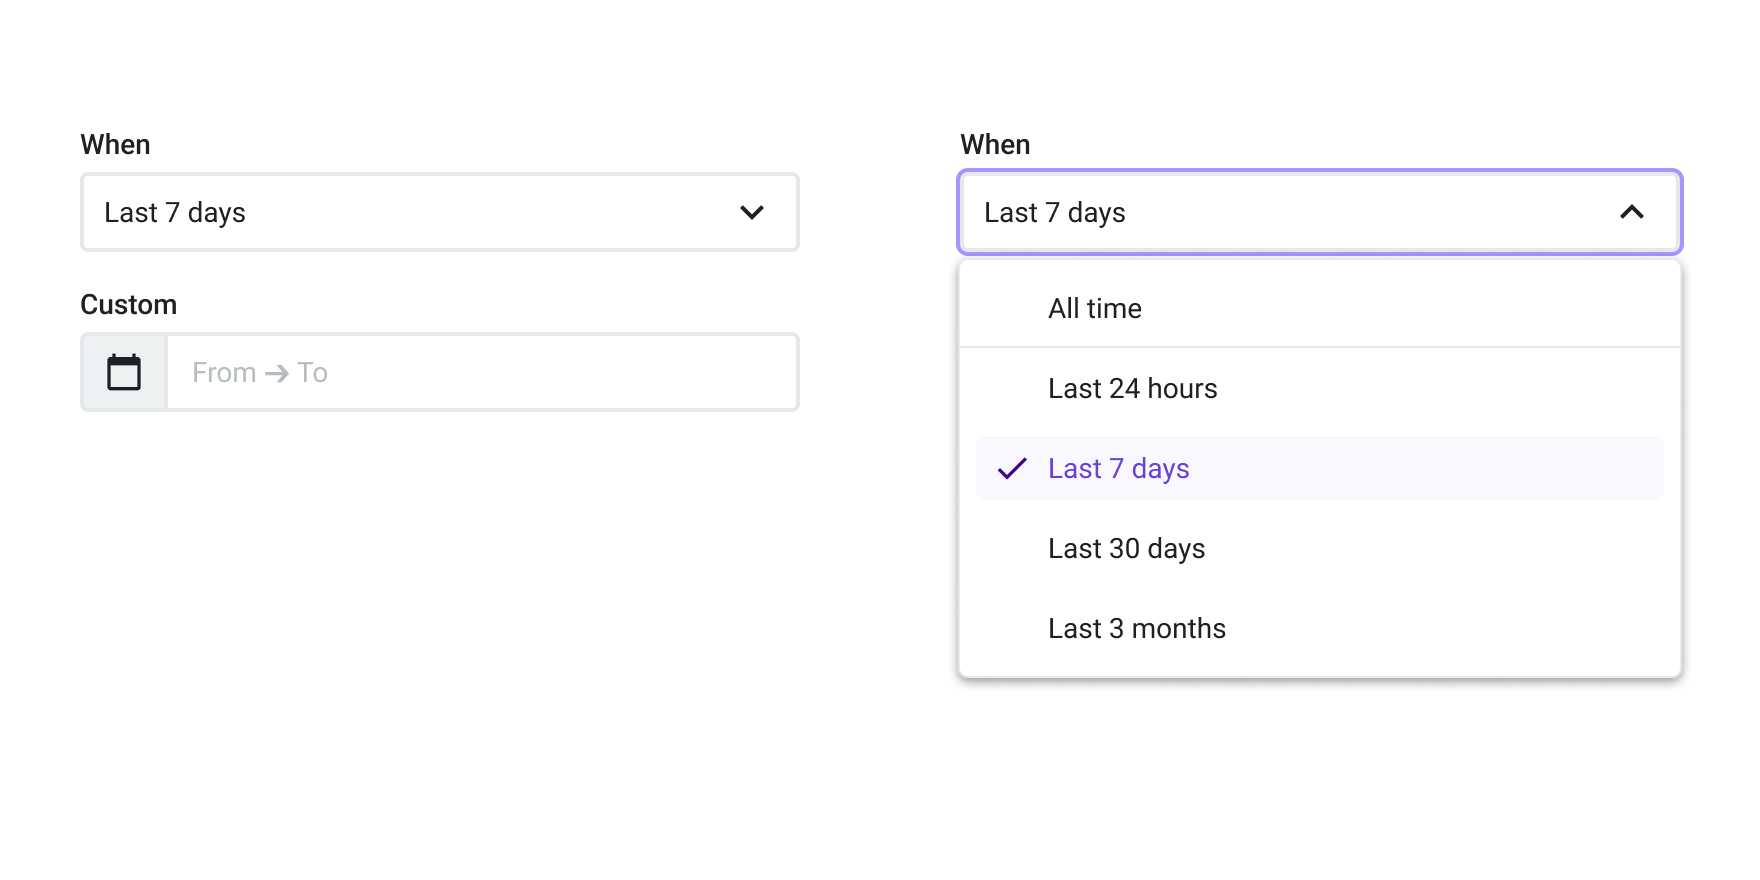 When
Last 7 days
Custom
From → To
When
Last 7 days
All time
Last 24 hours
Last 7 days
Last 30 days
Last 3 months